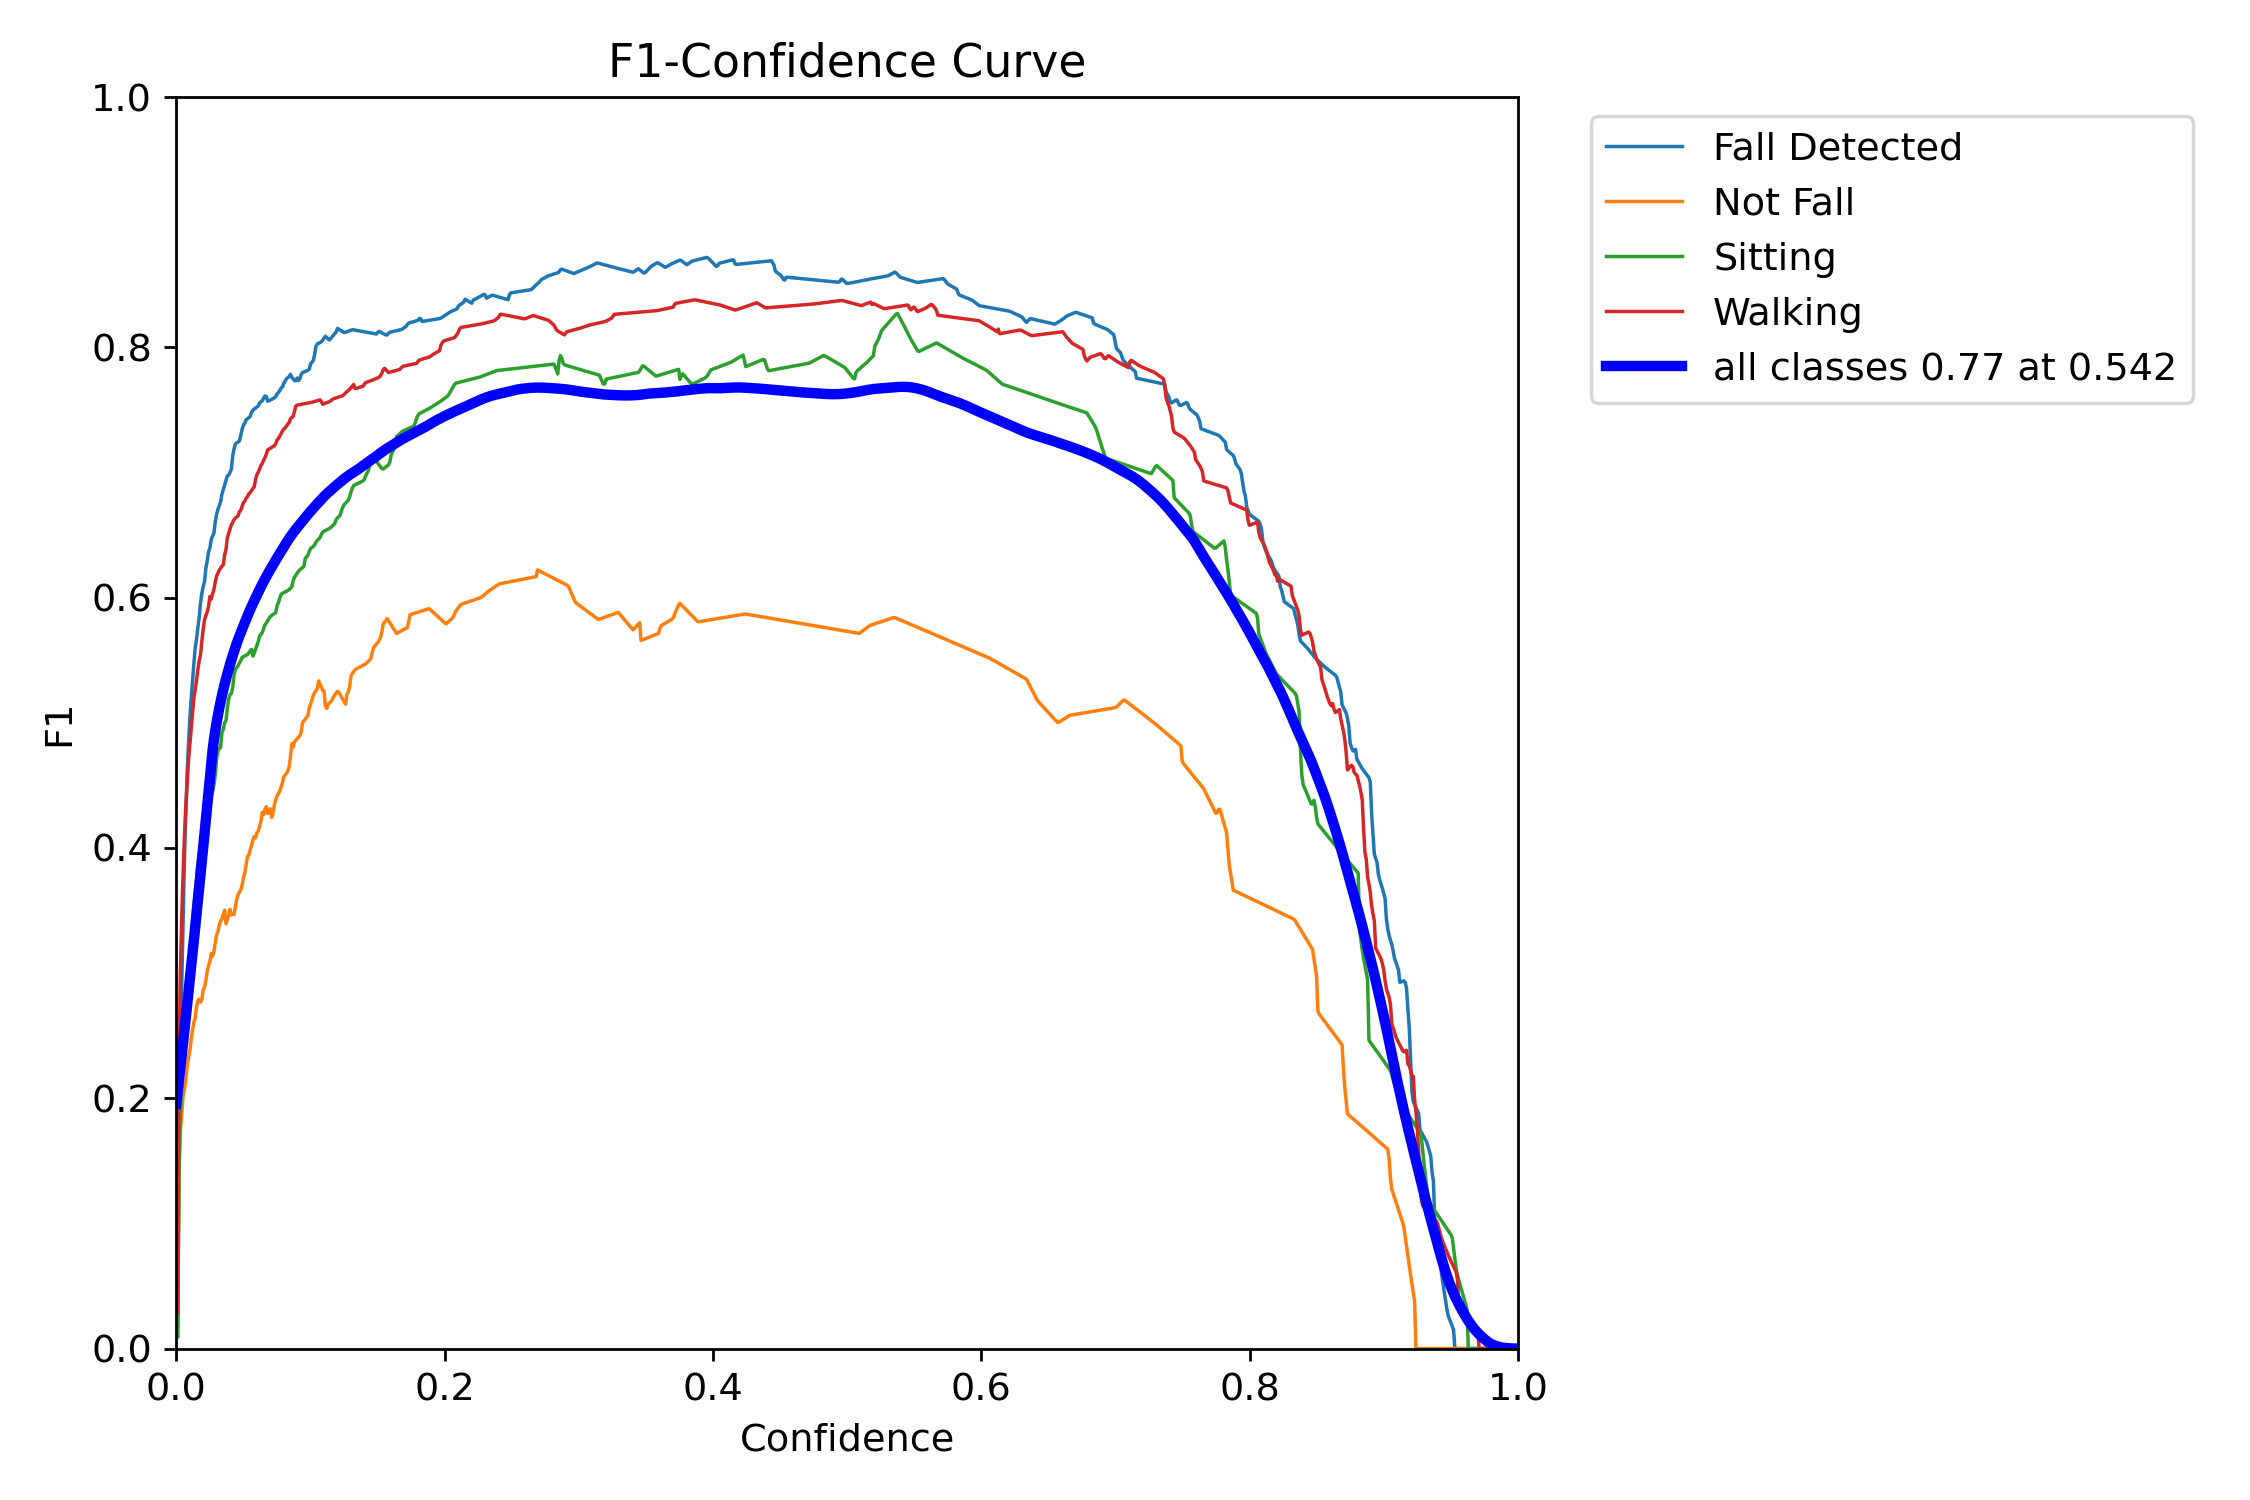 F1-Confidence Curve
1.0
0.8
0.6
0.4
0.2
0.0
F1
0.0 0.2 0.4 0.6 0.8 1.0
Confidence
Fall Detected
Not Fall
Sitting
Walking
all classes 0.77 at 0.542